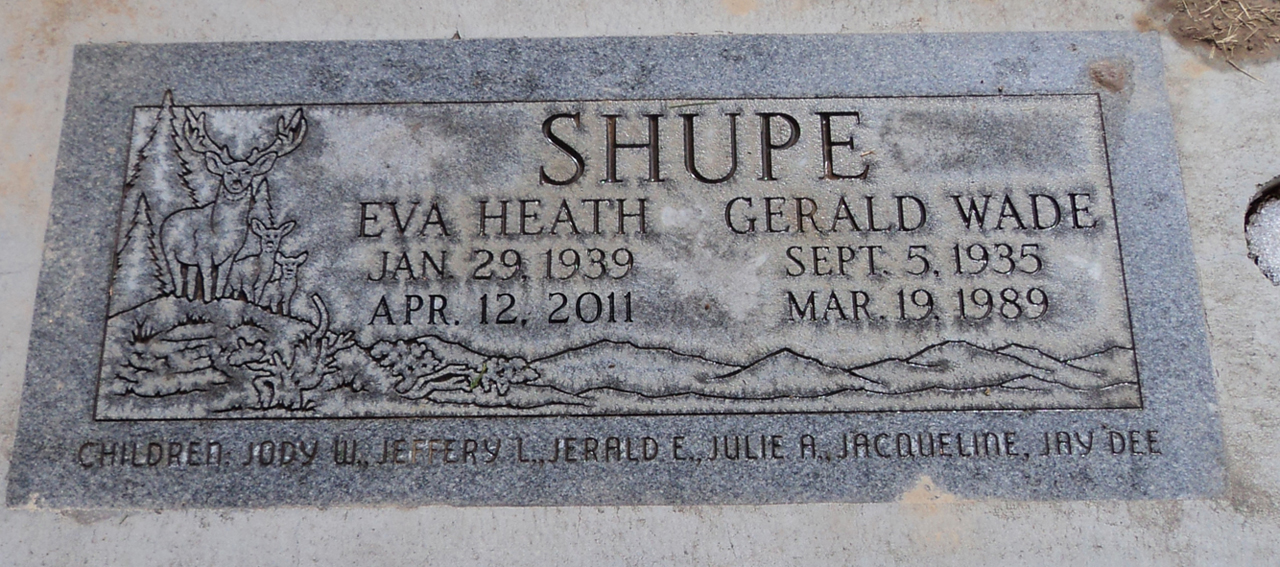 SHUPE
EVA HEATH
JAN. 29, 1939
APR. 12, 2011
GERALD WADE
SEPT. 5, 1935
MAR. 19, 1989
CHILDREN: JODY W., JEFFERY L., JERALD E., JULIE A., JACQUELINE, JAY DEE